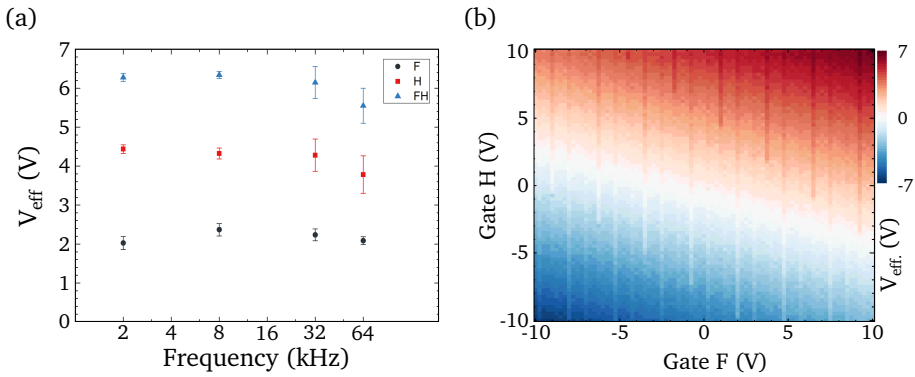 (a)
7
6
5
4
3
2
1
0
V_eff (V)
F
H
FH
2 4 8 16 32 64
Frequency (kHz)
(b)
10
5
0
-5
-10
Gate H (V)
-10 -5 0 5 10
Gate F (V)
7
0
-7
V_eff. (V)